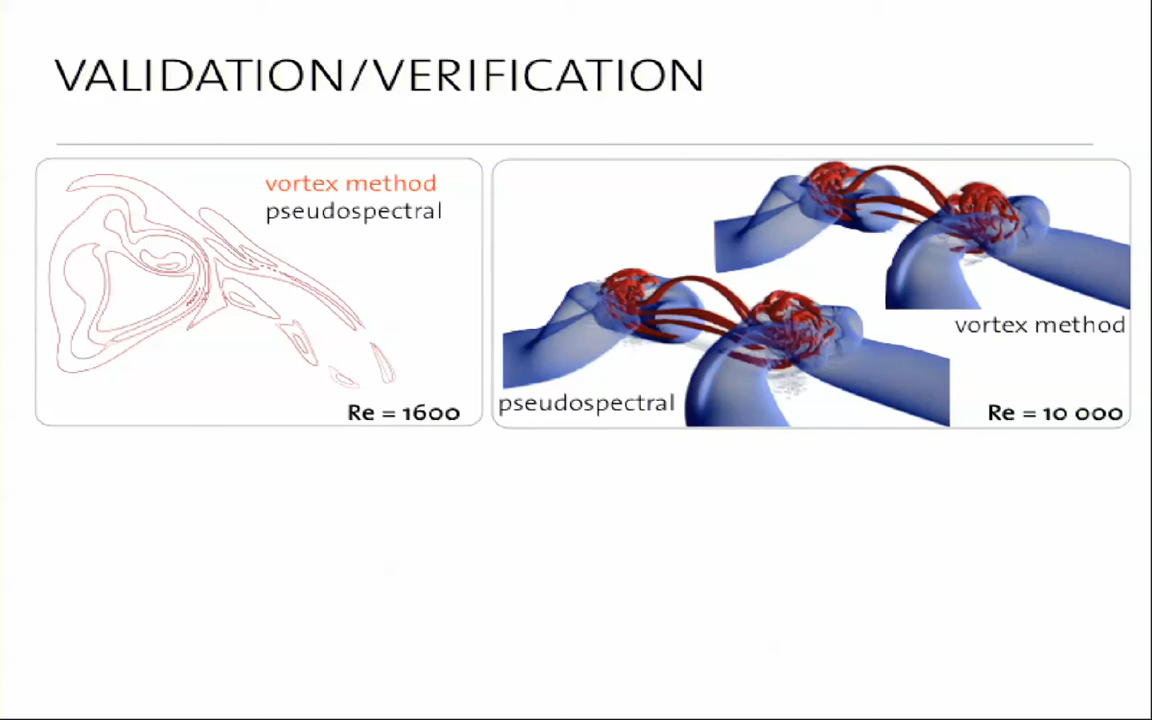 VALIDATION/VERIFICATION
vortex method
pseudospectral
Re = 1600
vortex method
pseudospectral
Re = 10 000